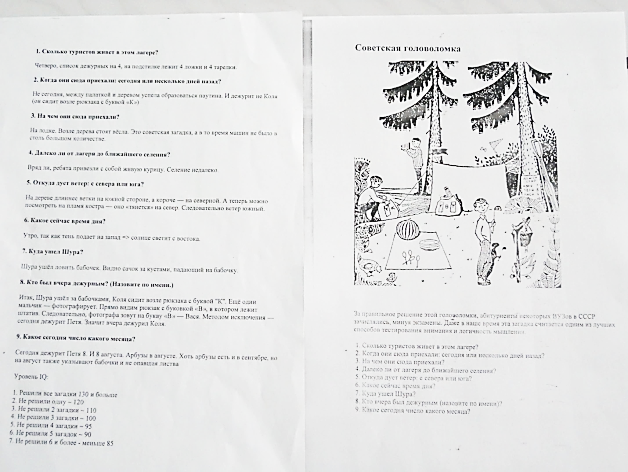 1. Сколько туристов живет в этом лагере?
Четверо, список дежурных на 4, на подстилке лежит 4 ложки и 4 тарелки.
2. Когда они сюда приехали: сегодня или несколько дней назад?
Не сегодня, между палаткой и деревом успела образоваться паутина. И дежурит не Коля
(он сидит возле рюкзака с буквой «К»)
3. На чем они сюда приехали?
На лодке. Возле дерева стоят вёсла. Это советская загадка, а в то время машин не было в
столь большом количестве.
4. Далеко ли от лагеря до ближайшего селения?
Вряд ли, ребята привезли с собой живую курицу. Селение недалеко.
5. Откуда дует ветер: с севера или юга?
На дереве длиннее ветки на южной стороне, а короче — на северной. А теперь можно
посмотреть на пламя костра — оно «тянется» на север. Следовательно ветер южный.
6. Какое сейчас время дня?
Утро, так как тень падает на запад => солнце светит с востока.
7. Куда ушел Шура?
Шура ушёл ловить бабочек. Видно сачок за кустами, падающий на бабочку.
8. Кто был вчера дежурным? (Назовите по имени.)
Итак, Шура ушёл за бабочками, Коля сидит возле рюкзака с буквой "К". Ещё один
мальчик — фотографирует. Прямо видим рюкзак с буковкой «В», в котором лежит
штатив. Следовательно, фотографа зовут на букву «В» — Вася. Методом исключения —
сегодня дежурит Петя. Значит вчера дежурил Коля.
9. Какое сегодня число какого месяца?
Сегодня дежурит Петя 8. И 8 августа. Арбузы в августе. Хоть арбузы есть и в сентябре, но
на август также указывают бабочки и не опавшая листва
Уровень IQ:
1. Решили все загадки 130 и больше
2. Не решили одну – 120
3. Не решили 2 загадки – 110
4. Не решили 3 загадки – 100
5. Не решили 4 загадки – 95
6. Не решили 5 загадок – 90
7. Не решили 6 и более - меньше 85
Советская головоломка
За правильное решение этой головоломки, абитуриенты некоторых ВУЗов в СССР
зачислялись, минуя экзамены. Даже в наше время эта загадка считается одним из лучших
способов тестирования внимания и логичность мышления
1. Сколько туристов живет в этом лагере?
2. Когда они сюда приехали: сегодня или несколько дней назад?
3. На чем они сюда приехали?
4. Далеко ли от лагеря до ближайшего селения?
5. Откуда дует ветер: с севера или юга?
6. Какое сейчас время дня?
7. Куда ушел Шура?
8. Кто вчера был дежурным (назовите по имени)?
9. Какое сегодня число какого месяца?